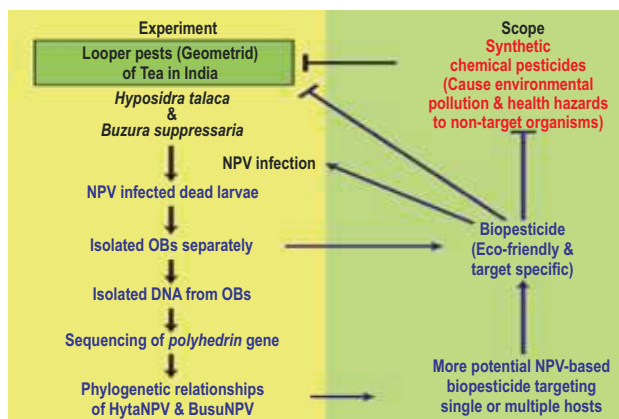 Experiment
Looper pests (Geometrid)
of Tea in India
Hyposidra talaca
&
Buzura suppressaria
NPV infection
NPV infected dead larvae
Isolated OBs separately
Isolated DNA from OBs
Sequencing of polyhedrin gene
Phylogenetic relationships
of HytaNPV & BusuNPV
Scope
Synthetic
chemical pesticides
(Cause environmental
pollution & health hazards
to non-target organisms)
Biopesticide
(Eco-friendly &
target specific)
More potential NPV-based
biopesticide targeting
single or multiple hosts